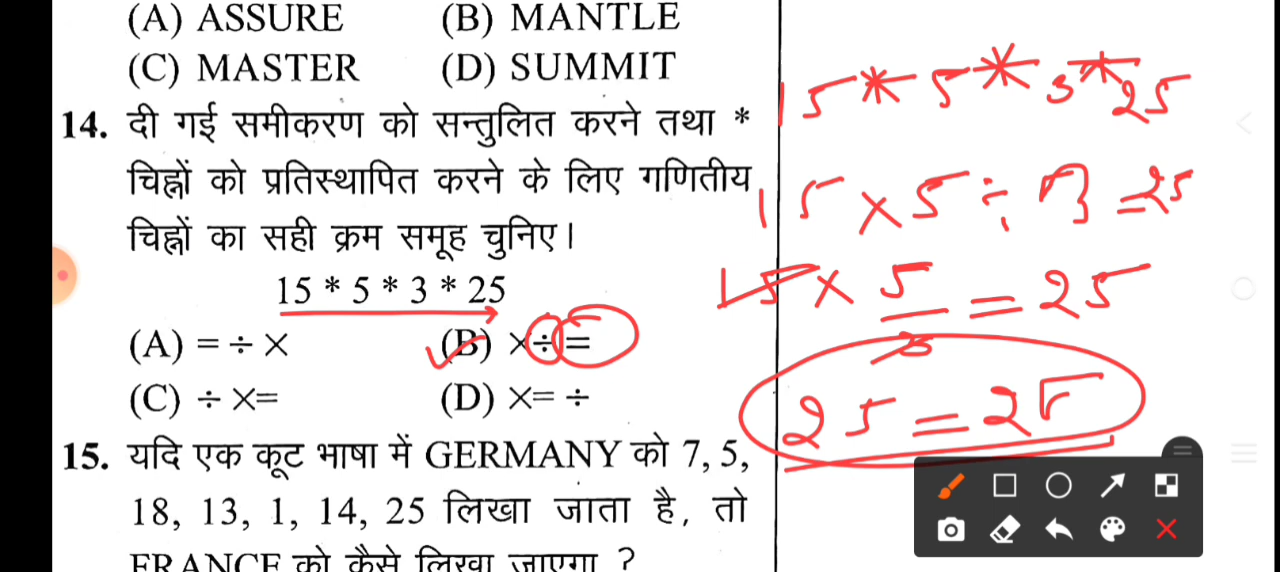 (A) ASSURE (B) MANTLE
(C) MASTER (D) SUMMIT
14. दी गई समीकरण को सन्तुलित करने तथा *
चिह्नों को प्रतिस्थापित करने के लिए गणितीय
चिह्नों का सही क्रम समूह चुनिए।
15 * 5 * 3 * 25
(A) = ÷ × (B) × ÷ =
(C) ÷ × = (D) × = ÷
15. यदि एक कूट भाषा में GERMANY को 7, 5,
18, 13, 1, 14, 25 लिखा जाता है, तो
FRANCE को कैसे लिखा जाएगा ?
15 * 5 * 3 * 25
15 × 5 ÷ 3 = 25
15 × 5 = 25
3
25 = 25